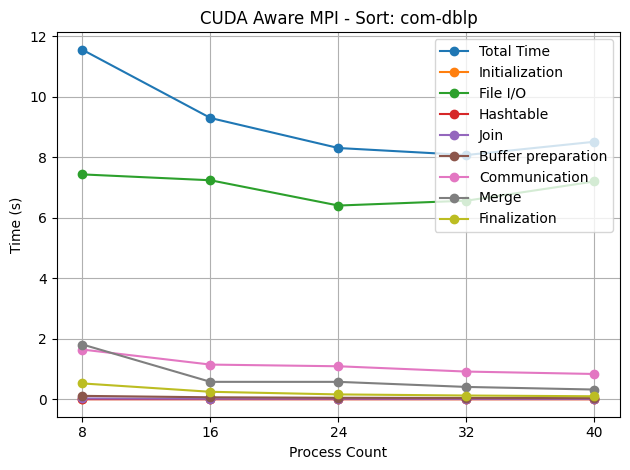 CUDA Aware MPI - Sort: com-dblp
12
10
8
6
4
2
0
Time (s)
Total Time
Initialization
File I/O
Hashtable
Join
Buffer preparation
Communication
Merge
Finalization
8 16 24 32 40
Process Count